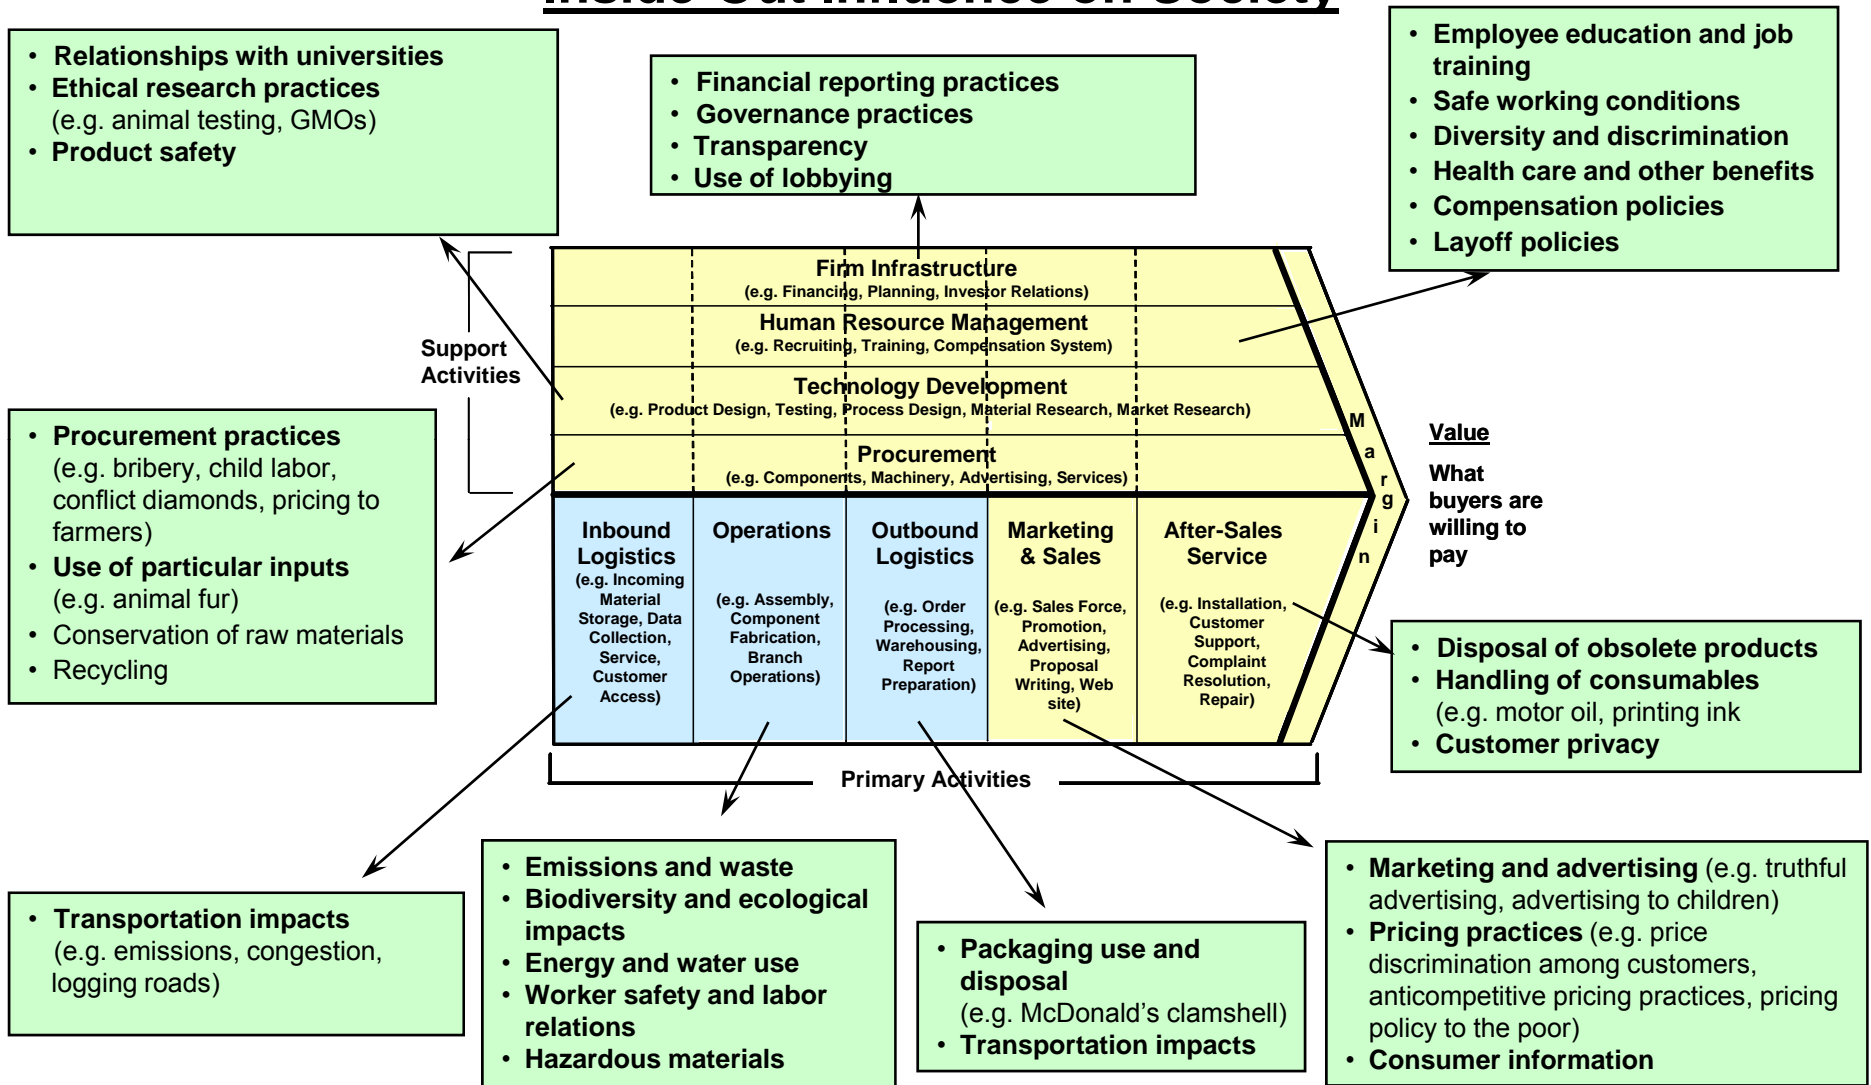 Inside-Out Influence on Society
• Relationships with universities
• Ethical research practices
(e.g. animal testing, GMOs)
• Product safety
• Financial reporting practices
• Governance practices
• Transparency
• Use of lobbying
• Employee education and job
training
• Safe working conditions
• Diversity and discrimination
• Health care and other benefits
• Compensation policies
• Layoff policies
Support
Activities
Firm Infrastructure
(e.g. Financing, Planning, Investor Relations)
Human Resource Management
(e.g. Recruiting, Training, Compensation System)
Technology Development
(e.g. Product Design, Testing, Process Design, Material Research, Market Research)
Procurement
(e.g. Components, Machinery, Advertising, Services)
Margin
Value
What
buyers are
willing to
pay
• Procurement practices
(e.g. bribery, child labor,
conflict diamonds, pricing to
farmers)
• Use of particular inputs
(e.g. animal fur)
• Conservation of raw materials
• Recycling
Inbound
Logistics
(e.g. Incoming
Material
Storage, Data
Collection,
Service,
Customer
Access)
Operations
(e.g. Assembly,
Component
Fabrication,
Branch
Operations)
Outbound
Logistics
(e.g. Order
Processing,
Warehousing,
Report
Preparation)
Marketing
& Sales
(e.g. Sales Force,
Promotion,
Advertising,
Proposal
Writing, Web
site)
After-Sales
Service
(e.g. Installation,
Customer
Support,
Complaint
Resolution,
Repair)
Primary Activities
• Disposal of obsolete products
• Handling of consumables
(e.g. motor oil, printing ink
• Customer privacy
• Transportation impacts
(e.g. emissions, congestion,
logging roads)
• Emissions and waste
• Biodiversity and ecological
impacts
• Energy and water use
• Worker safety and labor
relations
• Hazardous materials
• Packaging use and
disposal
(e.g. McDonald's clamshell)
• Transportation impacts
• Marketing and advertising (e.g. truthful
advertising, advertising to children)
• Pricing practices (e.g. price
discrimination among customers,
anticompetitive pricing practices, pricing
policy to the poor)
• Consumer information